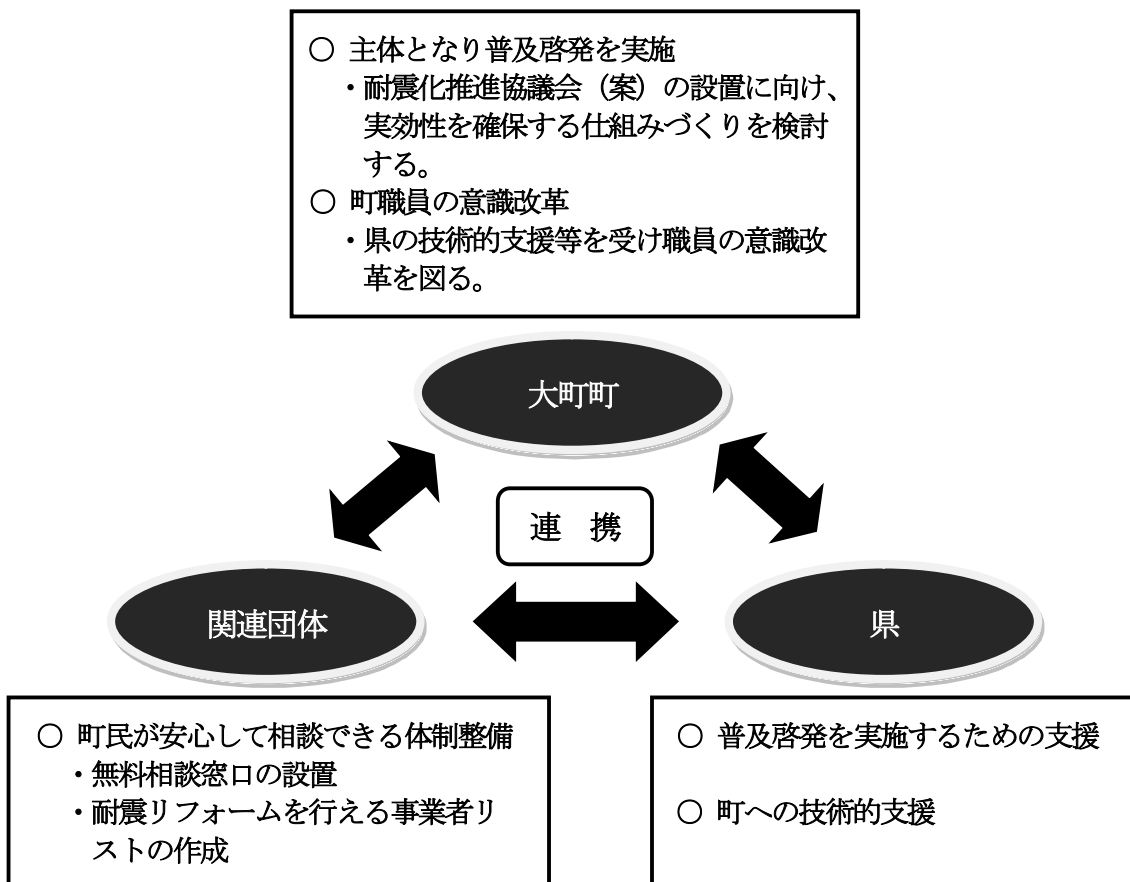 ○ 主体となり普及啓発を実施
・耐震化推進協議会（案）の設置に向け、
実効性を確保する仕組みづくりを検討
する。
○ 町職員の意識改革
・県の技術的支援等を受け職員の意識改
革を図る。
大町町
連　携
関連団体
県
○ 町民が安心して相談できる体制整備
・無料相談窓口の設置
・耐震リフォームを行える事業者リ
ストの作成
○ 普及啓発を実施するための支援
○ 町への技術的支援